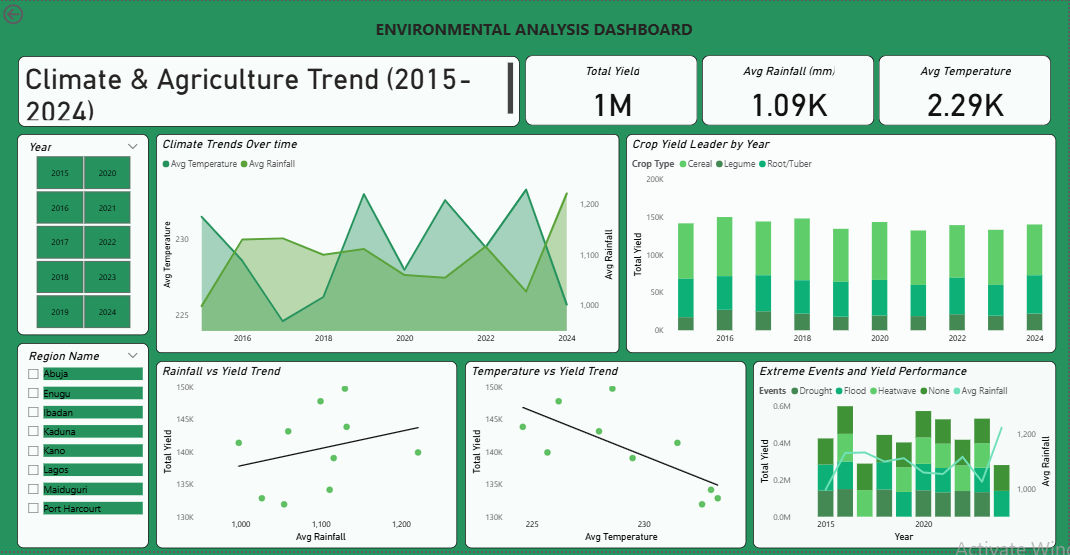 ENVIRONMENTAL ANALYSIS DASHBOARD
Climate & Agriculture Trend (2015-
2024)
Total Yield
1M
Avg Rainfall (mm)
1.09K
Avg Temperature
2.29K
Year
2015 2020
2016 2021
2017 2022
2018 2023
2019 2024
Region Name
Abuja
Enugu
Ibadan
Kaduna
Kano
Lagos
Maiduguri
Port Harcourt
Climate Trends Over time
Avg Temperature Avg Rainfall
Avg Temperature
230
225
Avg Rainfall
1,200
1,100
1,000
2016 2018 2020 2022 2024
Crop Yield Leader by Year
Crop Type Cereal Legume Root/Tuber
Total Yield
200K
150K
100K
50K
0K
2016 2018 2020 2022 2024
Rainfall vs Yield Trend
Total Yield
150K
145K
140K
135K
130K
1,000 1,100 1,200
Avg Rainfall
Temperature vs Yield Trend
Total Yield
150K
145K
140K
135K
130K
225 230
Avg Temperature
Extreme Events and Yield Performance
Events Drought Flood Heatwave None Avg Rainfall
Total Yield
0.6M
0.4M
0.2M
0.0M
Avg Rainfall
1,200
1,000
2015 2020
Year
Activate Win